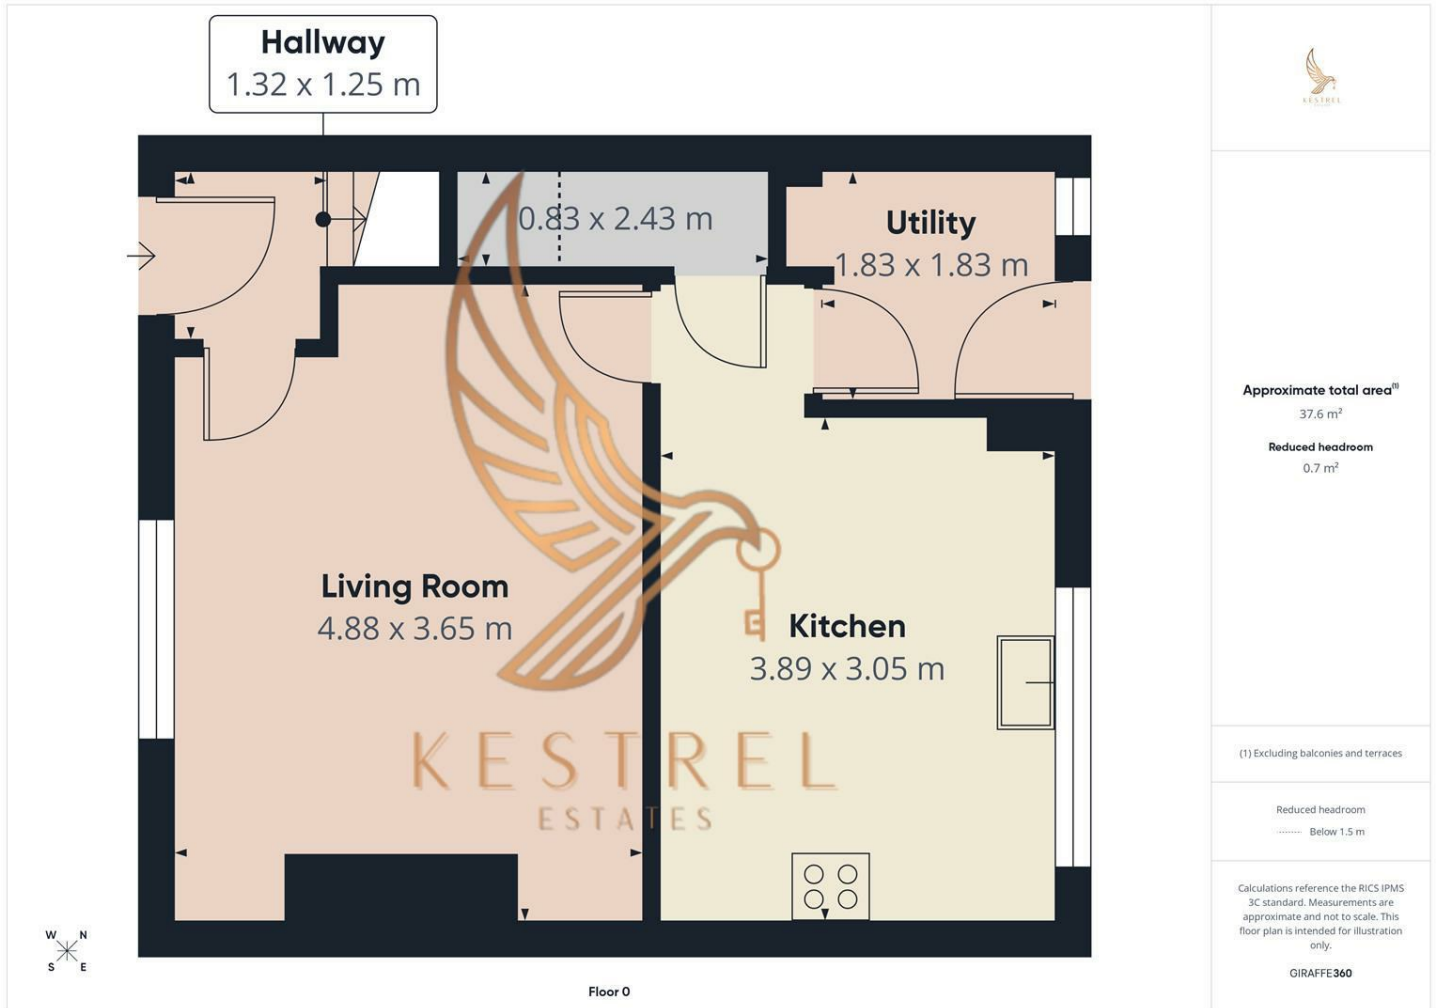 Hallway
1.32 x 1.25 m
0.83 x 2.43 m
Utility
1.83 x 1.83 m
Living Room
4.88 x 3.65 m
Kitchen
3.89 x 3.05 m
KESTREL
ESTATES
W N
S E
Floor 0
KESTREL
Approximate total area(1)
37.6 m²
Reduced headroom
0.7 m²
(1) Excluding balconies and terraces
Reduced headroom
Below 1.5 m
Calculations reference the RICS IPMS
3C standard. Measurements are
approximate and not to scale. This
floor plan is intended for illustration
only.
GIRAFFE360